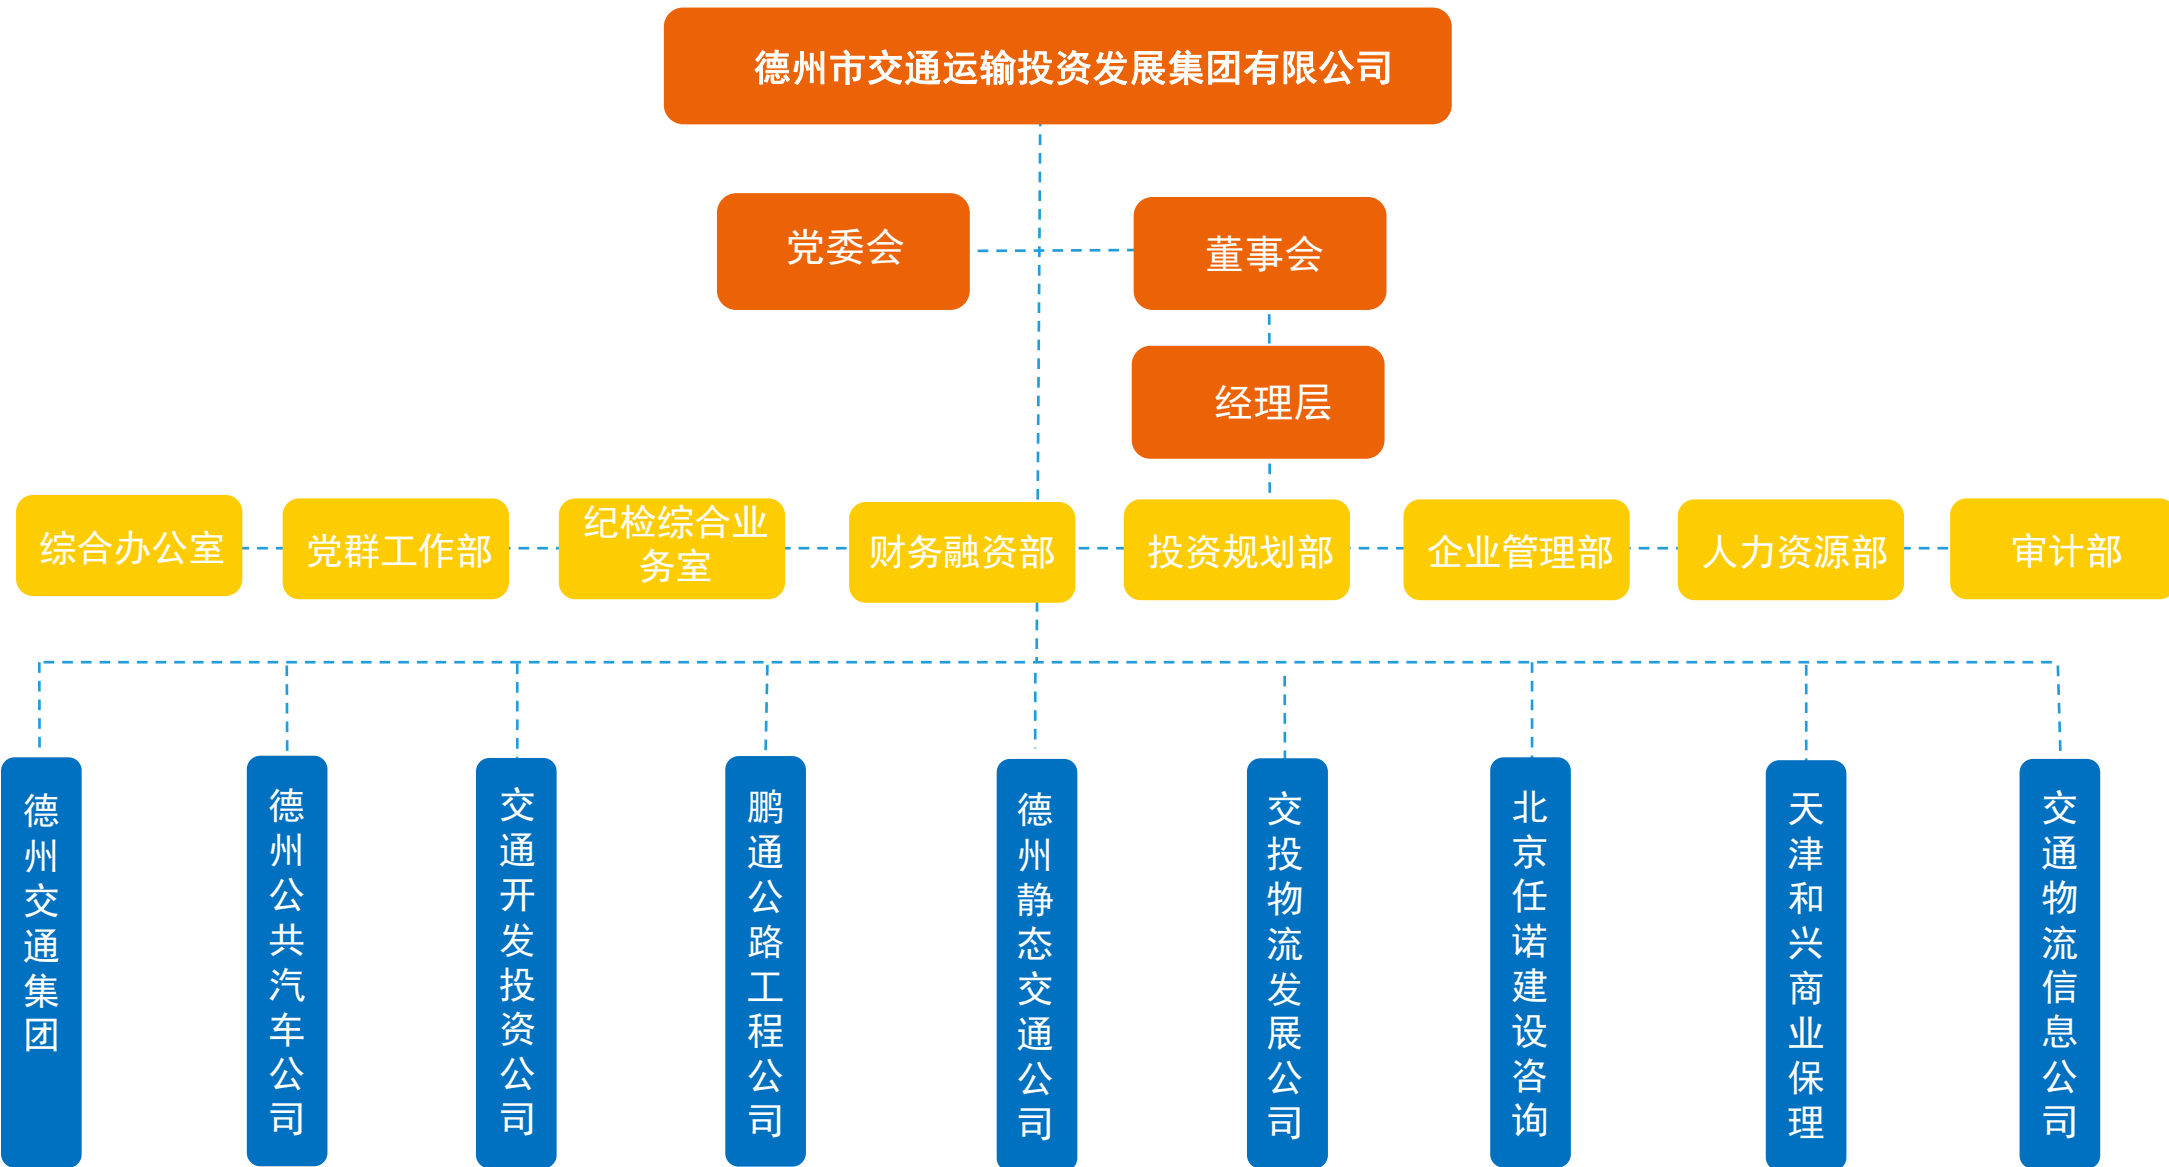 德州市交通运输投资发展集团有限公司
党委会
董事会
经理层
综合办公室
党群工作部
纪检综合业
务室
财务融资部
投资规划部
企业管理部
人力资源部
审计部
德州交通集团
德州公共汽车公司
交通开发投资公司
鹏通公路工程公司
德州静态交通公司
交投物流发展公司
北京任诺建设咨询
天津和兴商业保理
交通物流信息公司